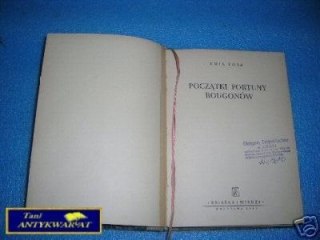 EMIL ZOLA
POCZĄTKI FORTUNY
ROUGONÓW
KSIĄŻKA I WIEDZA
Tani
ANTYKWARIAT